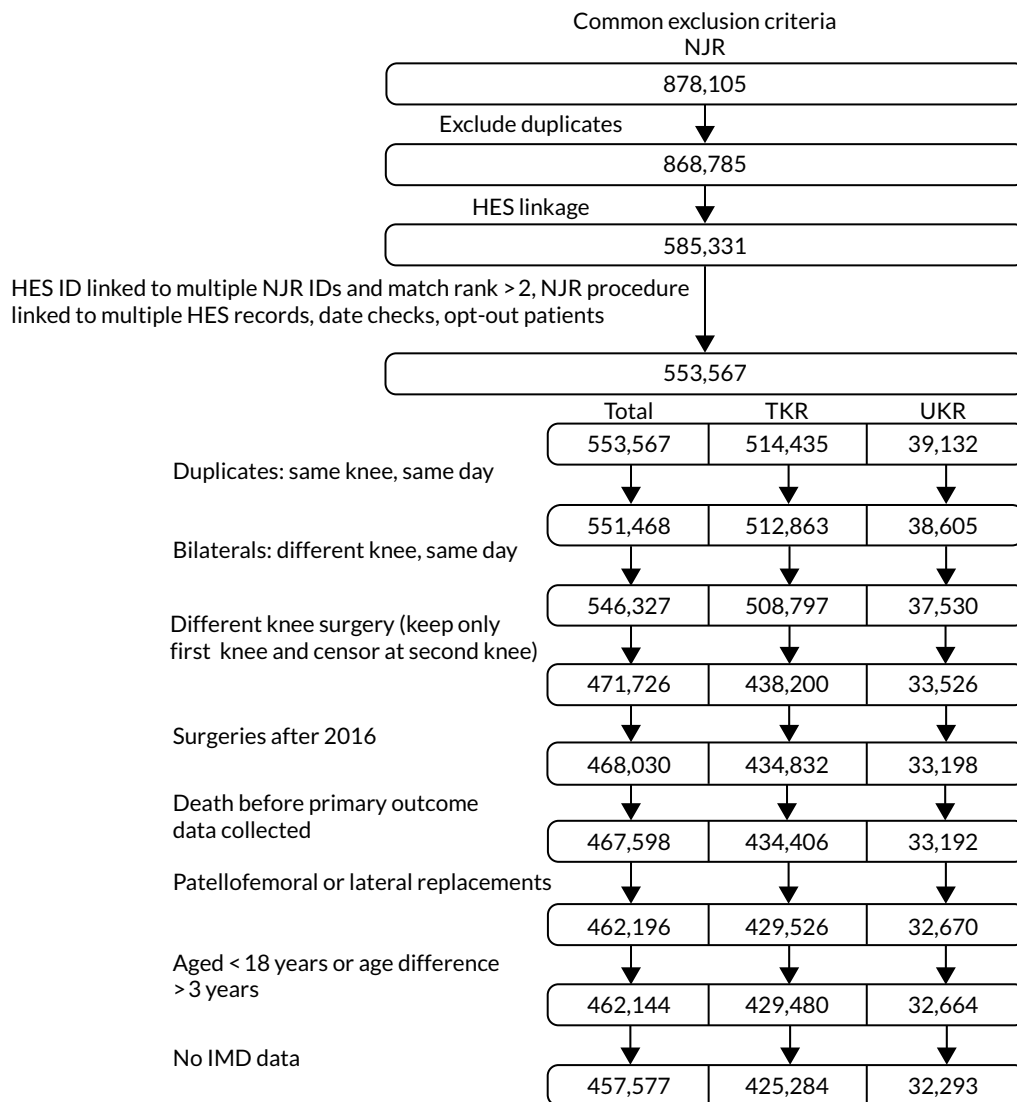 Common exclusion criteria
NJR
878,105
Exclude duplicates
868,785
HES linkage
585,331
HES ID linked to multiple NJR IDs and match rank >2, NJR procedure
linked to multiple HES records, date checks, opt-out patients
553,567
Total TKR UKR
553,567 514,435 39,132
Duplicates: same knee, same day
551,468 512,863 38,605
Bilaterals: different knee, same day
546,327 508,797 37,530
Different knee surgery (keep only
first knee and censor at second knee)
471,726 438,200 33,526
Surgeries after 2016
468,030 434,832 33,198
Death before primary outcome
data collected
467,598 434,406 33,192
Patellofemoral or lateral replacements
462,196 429,526 32,670
Aged <18 years or age difference
>3 years
462,144 429,480 32,664
No IMD data
457,577 425,284 32,293